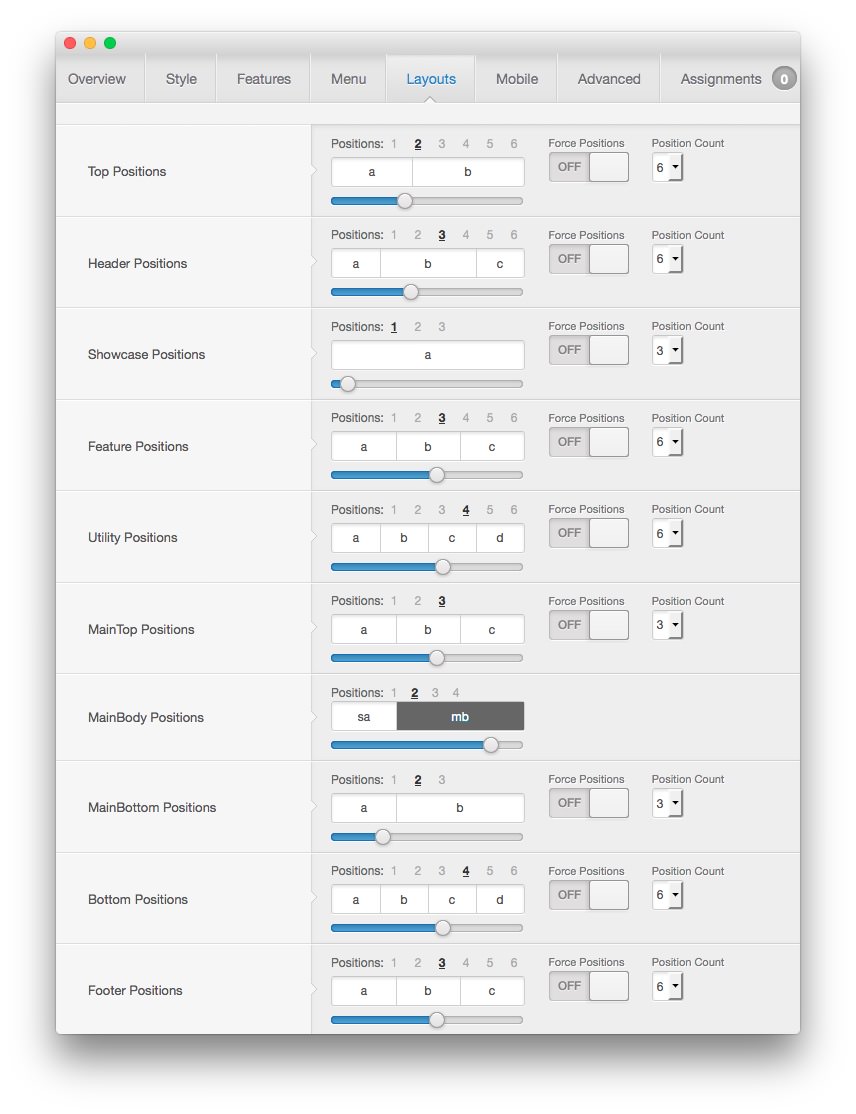 Overview Style Features Menu Layouts Mobile Advanced Assignments 0
Positions: 1 2 3 4 5 6 Force Positions Position Count
Top Positions a b OFF 6
Positions: 1 2 3 4 5 6 Force Positions Position Count
Header Positions a b c OFF 6
Positions: 1 2 3 Force Positions Position Count
Showcase Positions a OFF 3
Positions: 1 2 3 4 5 6 Force Positions Position Count
Feature Positions a b c OFF 6
Positions: 1 2 3 4 5 6 Force Positions Position Count
Utility Positions a b c d OFF 6
Positions: 1 2 3 Force Positions Position Count
MainTop Positions a b c OFF 3
Positions: 1 2 3 4
MainBody Positions sa mb
Positions: 1 2 3 Force Positions Position Count
MainBottom Positions a b OFF 3
Positions: 1 2 3 4 5 6 Force Positions Position Count
Bottom Positions a b c d OFF 6
Positions: 1 2 3 4 5 6 Force Positions Position Count
Footer Positions a b c OFF 6